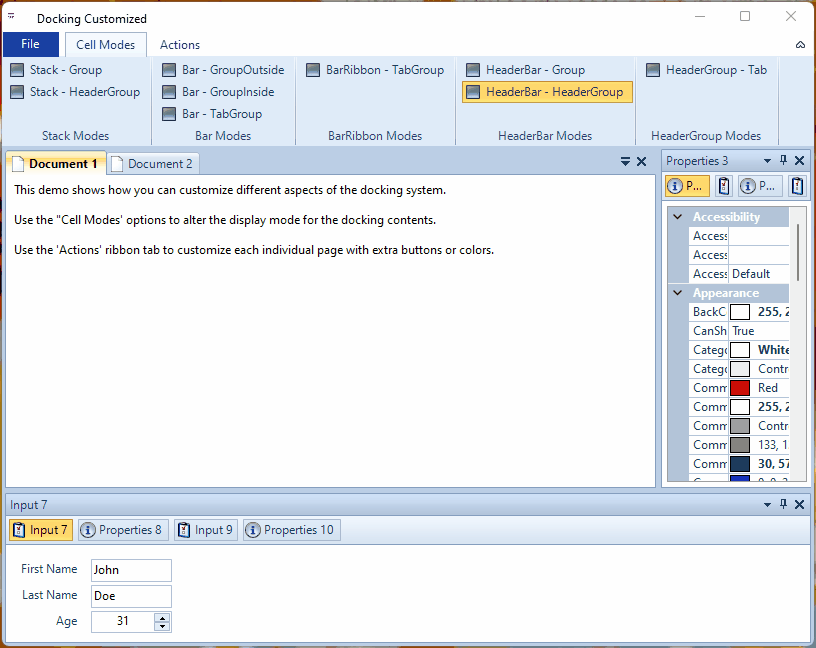 Docking Customized
File Cell Modes Actions
Stack - Group Bar - GroupOutside BarRibbon - TabGroup HeaderBar - Group HeaderGroup - Tab
Stack - HeaderGroup Bar - GroupInside HeaderBar - HeaderGroup
Bar - TabGroup
Stack Modes Bar Modes BarRibbon Modes HeaderBar Modes HeaderGroup Modes
Document 1 Document 2
This demo shows how you can customize different aspects of the docking system.
Use the "Cell Modes' options to alter the display mode for the docking contents.
Use the 'Actions' ribbon tab to customize each individual page with extra buttons or colors.
Properties 3
P... P...
Accessibility
Access
Access
Access Default
Appearance
BackC 255, 2
CanSh True
Catego White
Catego Contr
Comm Red
Comm 255, 2
Comm Contr
Comm 133, 1
Comm 30, 57
Input 7
Input 7 Properties 8 Input 9 Properties 10
First Name John
Last Name Doe
Age 31